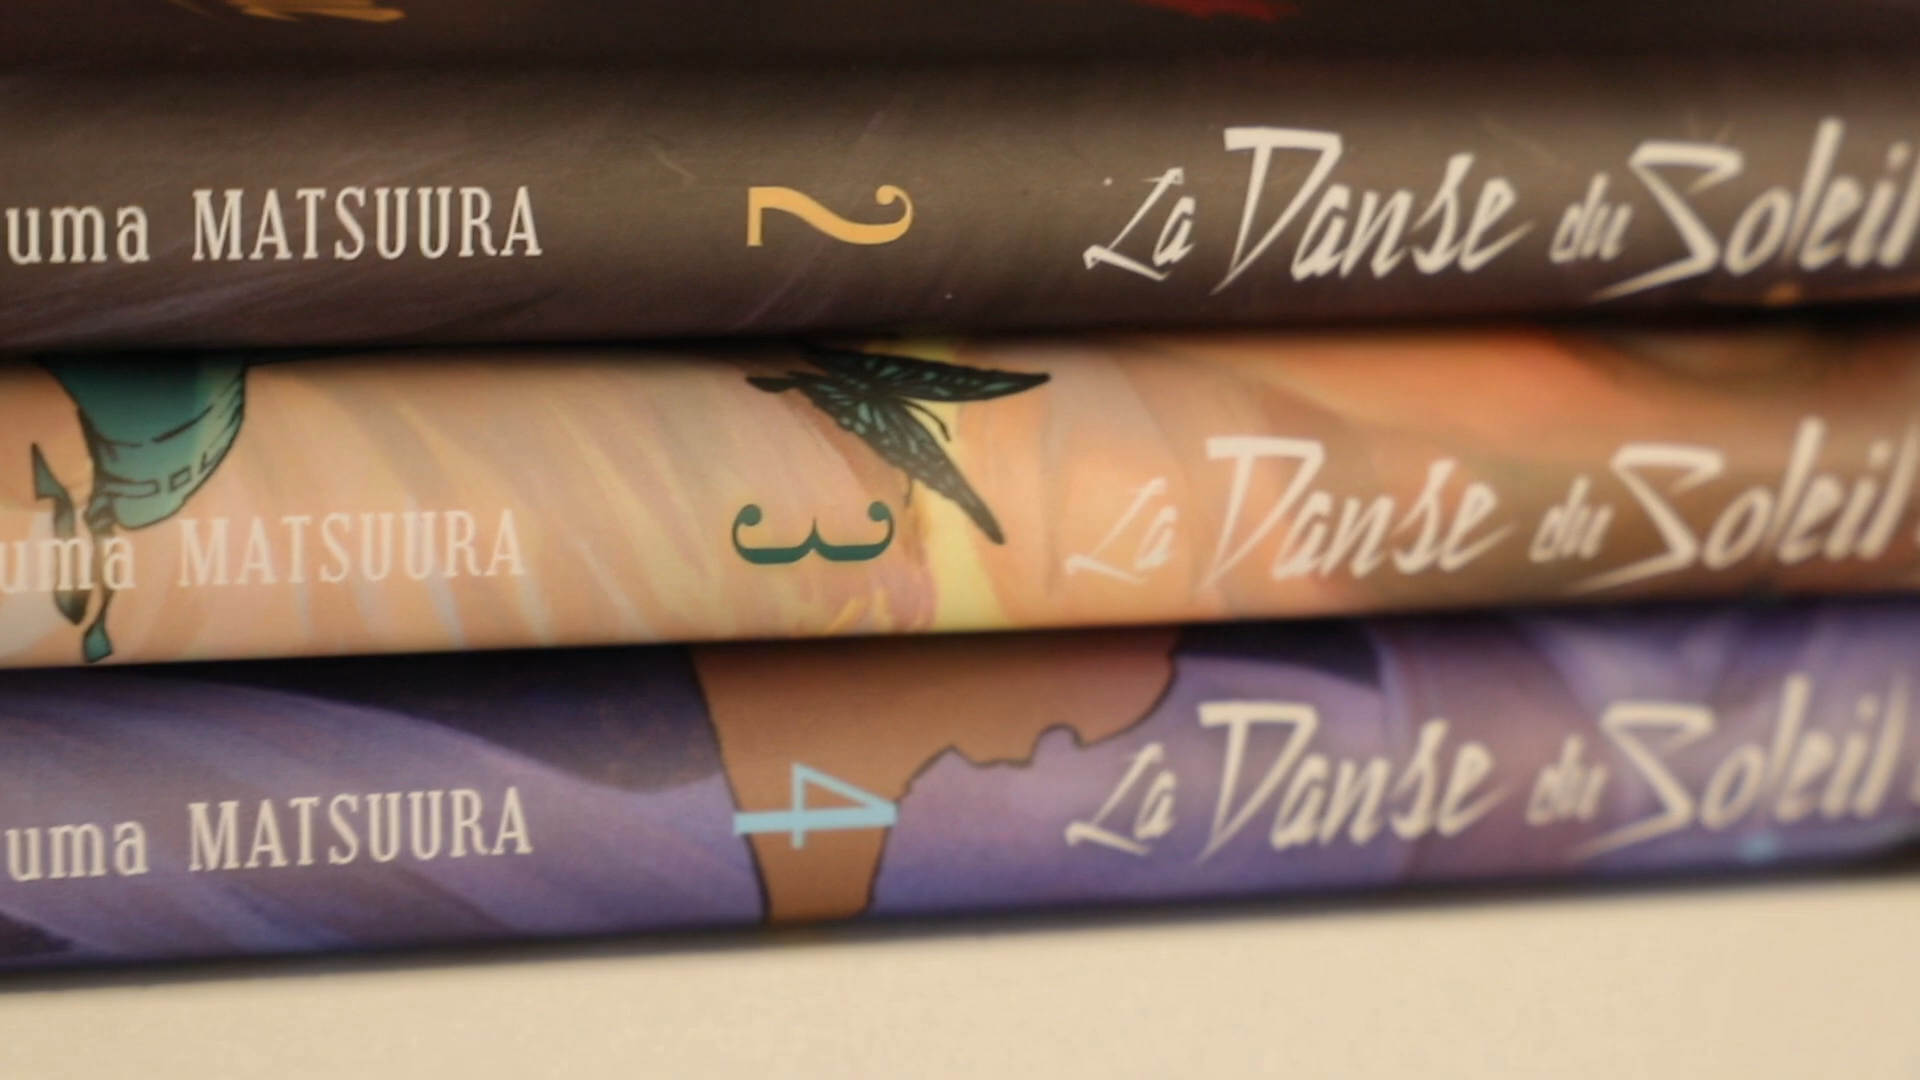 uma MATSUURA 2 La Danse du Soleil
uma MATSUURA 3 La Danse du Soleil
uma MATSUURA 4 La Danse du Soleil